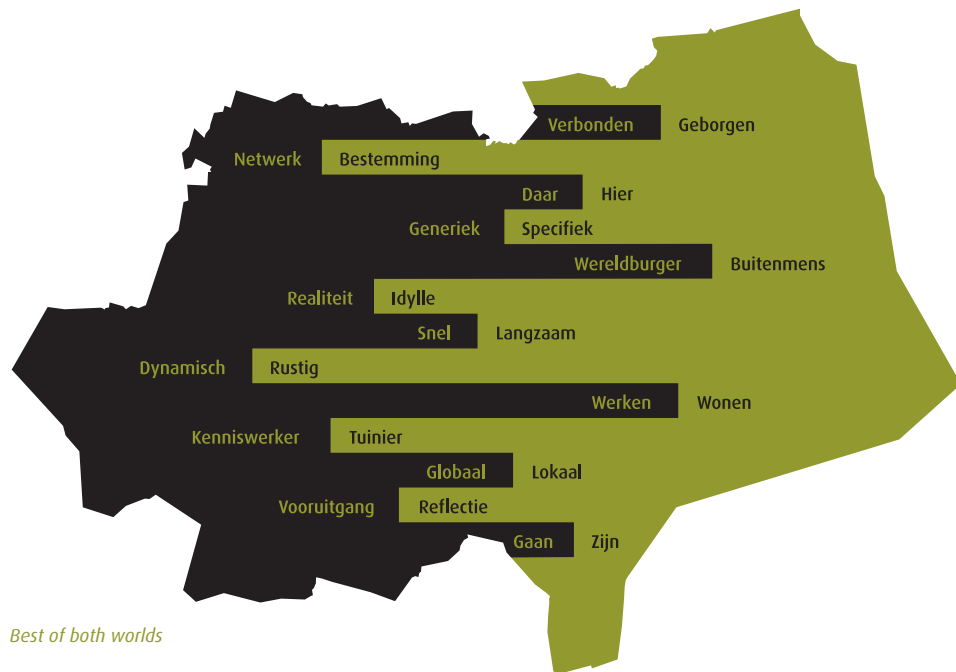 Verbonden Geborgen
Netwerk Bestemming
Daar Hier
Generiek Specifiek
Wereldburger Buitenmens
Realiteit Idylle
Snel Langzaam
Dynamisch Rustig
Werken Wonen
Kenniswerker Tuinier
Globaal Lokaal
Vooruitgang Reflectie
Gaan Zijn
Best of both worlds